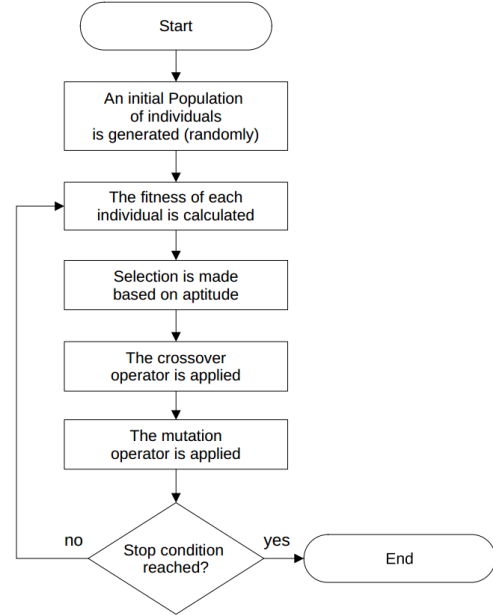 Start
An initial Population
of individuals
is generated (randomly)
The fitness of each
individual is calculated
Selection is made
based on aptitude
The crossover
operator is applied
The mutation
operator is applied
no
Stop condition
reached?
yes
End